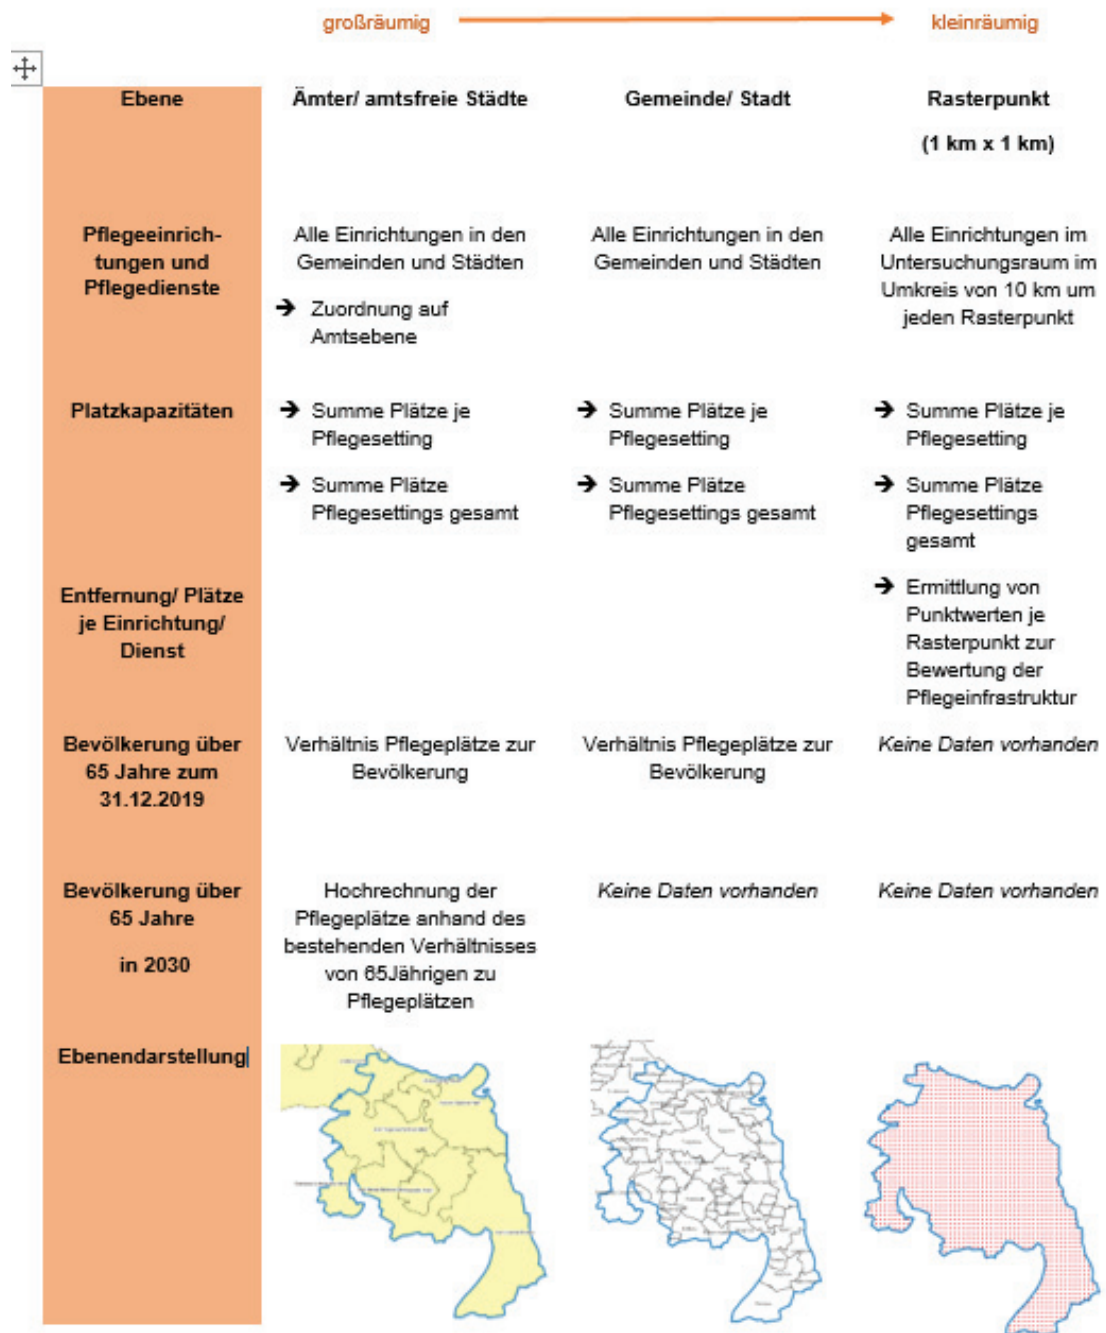 großräumig
kleinräumig
Ebene
Ämter/ amtsfreie Städte
Gemeinde/ Stadt
Rasterpunkt
(1 km x 1 km)
Pflegeeinrich-
tungen und
Pflegedienste
Alle Einrichtungen in den
Gemeinden und Städten
➔ Zuordnung auf
Amtsebene
Alle Einrichtungen in den
Gemeinden und Städten
Alle Einrichtungen im
Untersuchungsraum im
Umkreis von 10 km um
jeden Rasterpunkt
Platzkapazitäten
➔ Summe Plätze je
Pflegesetting
➔ Summe Plätze
Pflegesettings gesamt
➔ Summe Plätze je
Pflegesetting
➔ Summe Plätze
Pflegesettings gesamt
➔ Summe Plätze je
Pflegesetting
➔ Summe Plätze
Pflegesettings
gesamt
Entfernung/ Plätze
je Einrichtung/
Dienst
➔ Ermittlung von
Punktwerten je
Rasterpunkt zur
Bewertung der
Pflegeinfrastruktur
Bevölkerung über
65 Jahre zum
31.12.2019
Verhältnis Pflegeplätze zur
Bevölkerung
Verhältnis Pflegeplätze zur
Bevölkerung
Keine Daten vorhanden
Bevölkerung über
65 Jahre
in 2030
Hochrechnung der
Pflegeplätze anhand des
bestehenden Verhältnisses
von 65Jährigen zu
Pflegeplätzen
Keine Daten vorhanden
Keine Daten vorhanden
Ebenendarstellung